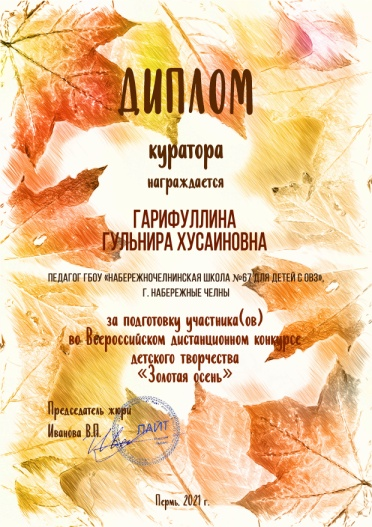 ДИПЛОМ
куратора
награждается
ГАРИФУЛЛИНА
ГУЛЬНИРА ХУСАИНОВНА
ПЕДАГОГ ГБОУ «НАБЕРЕЖНОЧЕЛНИНСКАЯ ШКОЛА №67 ДЛЯ ДЕТЕЙ С ОВЗ»,
Г. НАБЕРЕЖНЫЕ ЧЕЛНЫ
за подготовку участника(ов)
во Всероссийском дистанционном конкурсе
детского творчества
«Золотая осень»
Председатель жюри
Иванова В.П.
ЛАЙТ
Пермь. 2021 г.